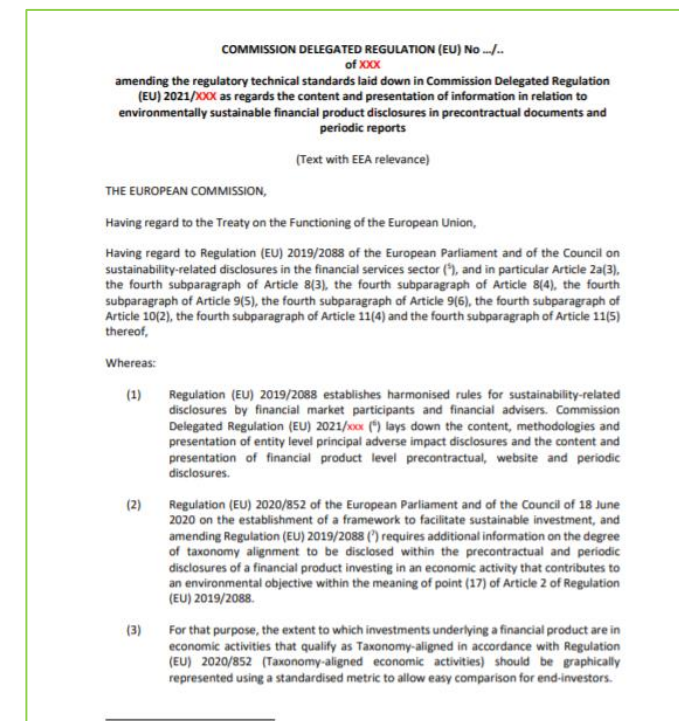 COMMISSION DELEGATED REGULATION (EU) No .../..
of XXX
amending the regulatory technical standards laid down in Commission Delegated Regulation
(EU) 2021/XXX as regards the content and presentation of information in relation to
environmentally sustainable financial product disclosures in precontractual documents and
periodic reports
(Text with EEA relevance)
THE EUROPEAN COMMISSION,
Having regard to the Treaty on the Functioning of the European Union,
Having regard to Regulation (EU) 2019/2088 of the European Parliament and of the Council on
sustainability-related disclosures in the financial services sector (⁵), and in particular Article 2a(3),
the fourth subparagraph of Article 8(3), the fourth subparagraph of Article 8(4), the fourth
subparagraph of Article 9(5), the fourth subparagraph of Article 9(6), the fourth subparagraph of
Article 10(2), the fourth subparagraph of Article 11(4) and the fourth subparagraph of Article 11(5)
thereof,
Whereas:
(1) Regulation (EU) 2019/2088 establishes harmonised rules for sustainability-related
disclosures by financial market participants and financial advisers. Commission
Delegated Regulation (EU) 2021/xxx (⁶) lays down the content, methodologies and
presentation of entity level principal adverse impact disclosures and the content and
presentation of financial product level precontractual, website and periodic
disclosures.
(2) Regulation (EU) 2020/852 of the European Parliament and of the Council of 18 June
2020 on the establishment of a framework to facilitate sustainable investment, and
amending Regulation (EU) 2019/2088 (⁷) requires additional information on the degree
of taxonomy alignment to be disclosed within the precontractual and periodic
disclosures of a financial product investing in an economic activity that contributes to
an environmental objective within the meaning of point (17) of Article 2 of Regulation
(EU) 2019/2088.
(3) For that purpose, the extent to which investments underlying a financial product are in
economic activities that qualify as Taxonomy-aligned in accordance with Regulation
(EU) 2020/852 (Taxonomy-aligned economic activities) should be graphically
represented using a standardised metric to allow easy comparison for end-investors.